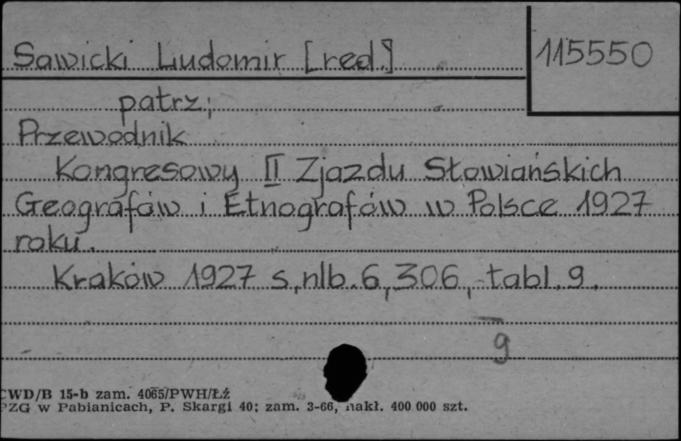 Sawicki Ludomir [red.]
115550
patrz;
Przewodnik
Kongresowy II Zjazdu Słowiańskich
Geografów i Etnografów w Polsce 1927
roku.
Kraków 1927 s,nlb.6,306, tabl.9.
9
CWD/B 15-b zam. 4065/PWH/Łź
PZG w Pabianicach, P. Skargi 40; zam. 3-66, nakł. 400 000 szt.